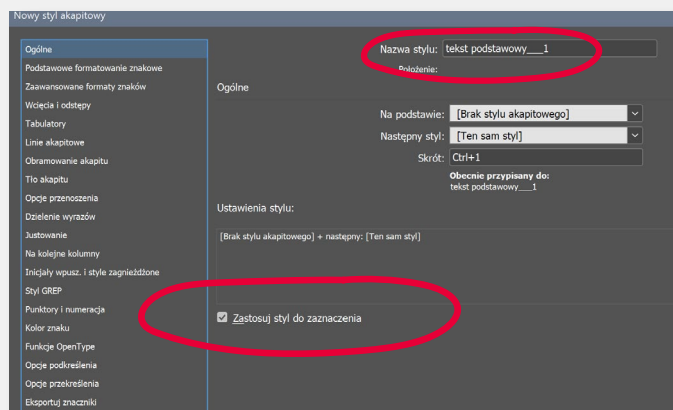 Nowy styl akapitowy
Ogólne
Podstawowe formatowanie znakowe
Zaawansowane formaty znaków
Wcięcia i odstępy
Tabulatory
Linie akapitowe
Obramowanie akapitu
Tło akapitu
Opcje przenoszenia
Dzielenie wyrazów
Justowanie
Na kolejne kolumny
Inicjały wpusz. i style zagnieżdżone
Styl GREP
Punktory i numeracja
Kolor znaku
Funkcje OpenType
Opcje podkreślenia
Opcje przekreślenia
Eksportuj znaczniki
Nazwa stylu: tekst podstawowy___1
Położenie:
Ogólne
Na podstawie: [Brak stylu akapitowego]
Następny styl: [Ten sam styl]
Skrót: Ctrl+1
Obecnie przypisany do:
tekst podstawowy___1
Ustawienia stylu:
[Brak stylu akapitowego] + następny: [Ten sam styl]
Zastosuj styl do zaznaczenia